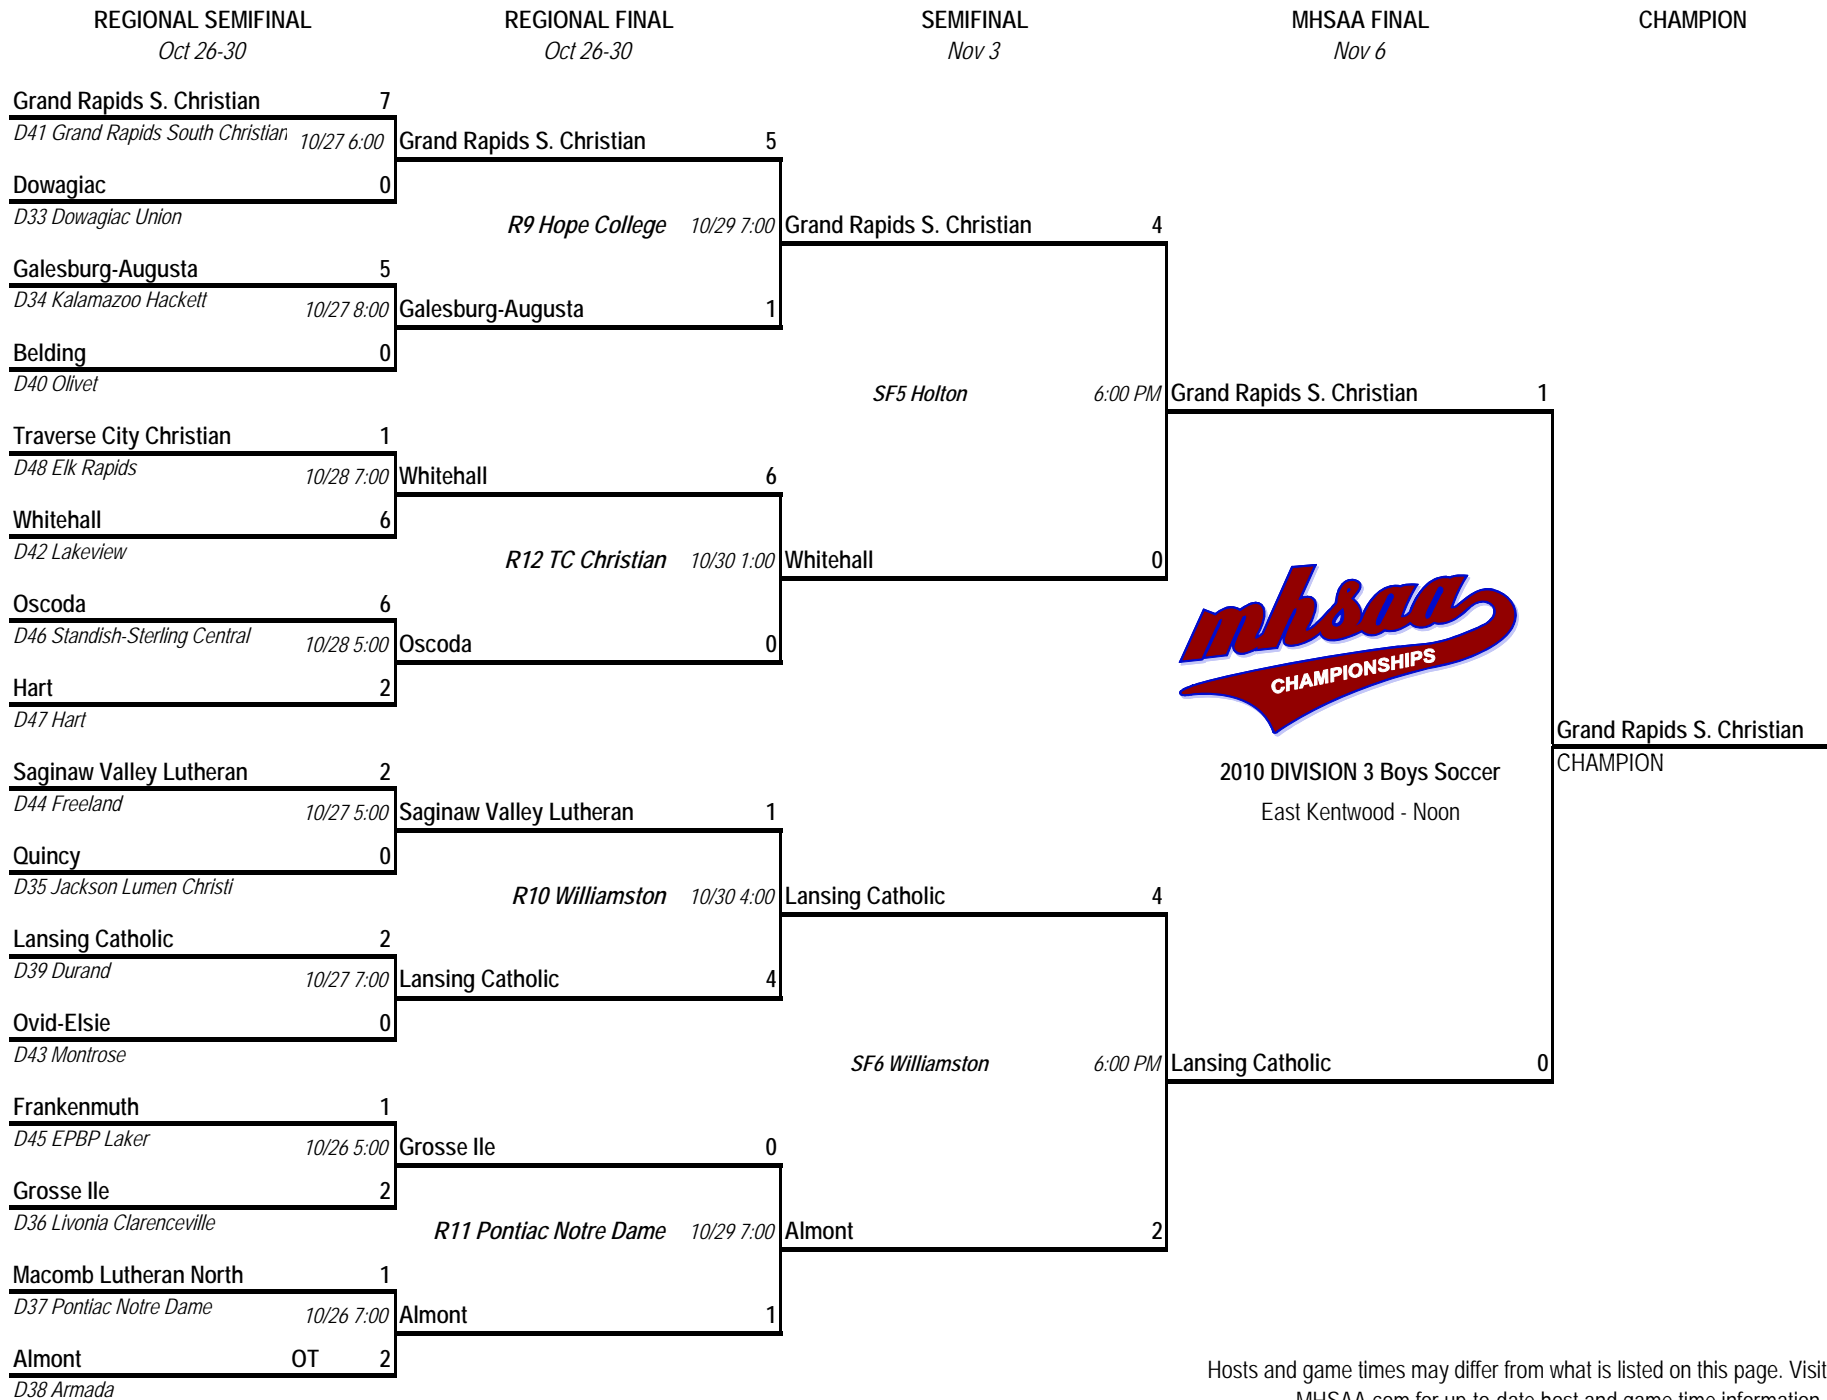 REGIONAL SEMIFINAL REGIONAL FINAL SEMIFINAL MHSAA FINAL CHAMPION
Oct 26-30 Oct 26-30 Nov 3 Nov 6
Grand Rapids S. Christian 7
D41 Grand Rapids South Christian 10/27 6:00 Grand Rapids S. Christian 5
Dowagiac 0
D33 Dowagiac Union
R9 Hope College 10/29 7:00 Grand Rapids S. Christian 4
Galesburg-Augusta 5
D34 Kalamazoo Hackett 10/27 8:00 Galesburg-Augusta 1
Belding 0
D40 Olivet
SF5 Holton 6:00 PM Grand Rapids S. Christian 1
Traverse City Christian 1
D48 Elk Rapids 10/28 7:00 Whitehall 6
Whitehall 6
D42 Lakeview
R12 TC Christian 10/30 1:00 Whitehall 0
Oscoda 6
D46 Standish-Sterling Central 10/28 5:00 Oscoda 0
mhsaa
CHAMPIONSHIPS
Hart 2
D47 Hart
Grand Rapids S. Christian
CHAMPION
Saginaw Valley Lutheran 2
2010 DIVISION 3 Boys Soccer
D44 Freeland 10/27 5:00 Saginaw Valley Lutheran 1
East Kentwood - Noon
Quincy 0
D35 Jackson Lumen Christi
R10 Williamston 10/30 4:00 Lansing Catholic 4
Lansing Catholic 2
D39 Durand 10/27 7:00 Lansing Catholic 4
Ovid-Elsie 0
D43 Montrose
SF6 Williamston 6:00 PM Lansing Catholic 0
Frankenmuth 1
D45 EPBP Laker 10/26 5:00 Grosse Ile 0
Grosse Ile 2
D36 Livonia Clarenceville
R11 Pontiac Notre Dame 10/29 7:00 Almont 2
Macomb Lutheran North 1
D37 Pontiac Notre Dame 10/26 7:00 Almont 1
Almont OT 2
D38 Armada
Hosts and game times may differ from what is listed on this page. Visit
MHSAA.com for up-to-date host and game time information.